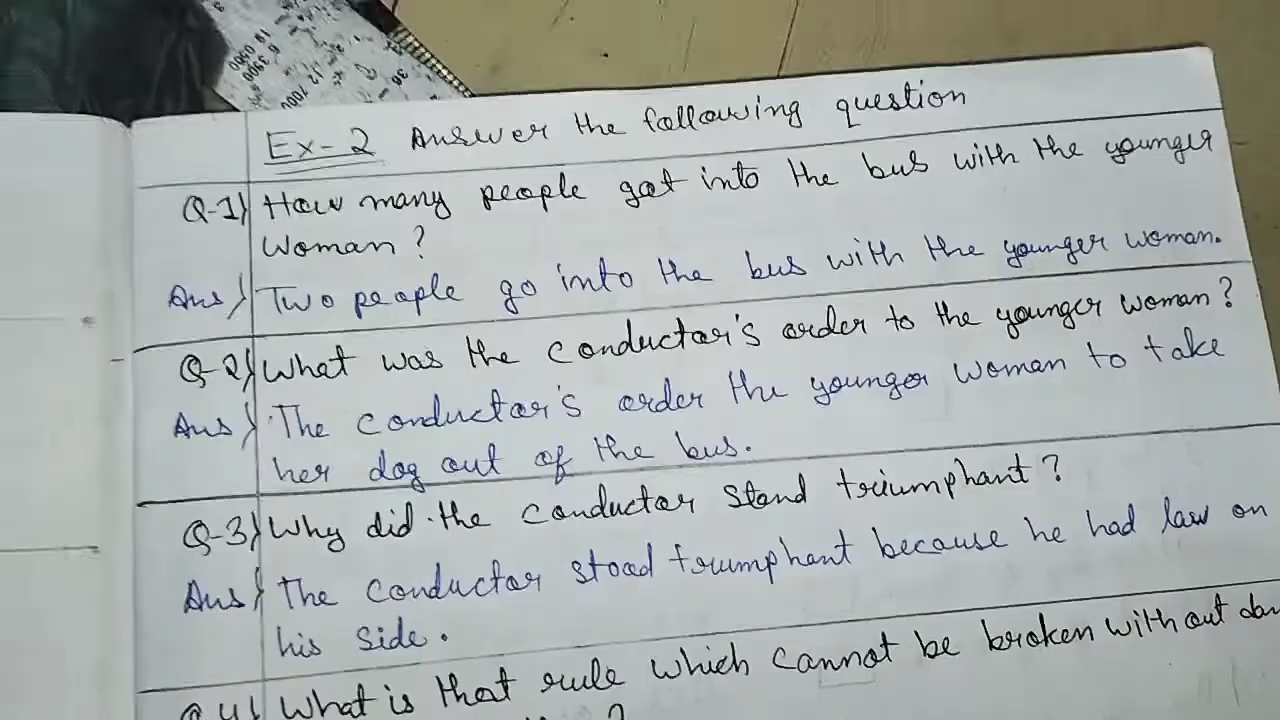 Ex-2 Answer the following question
Q-1) How many people got into the bus with the younger
Woman?
Ans) Two people go into the bus with the younger woman.
Q-2) What was the conductor's order to the younger woman?
Ans) The conductor's order the younger woman to take
her dog out of the bus.
Q-3) Why did the conductor stand triumphant?
Ans) The conductor stood trumphant because he had law on
his side.
Q4) What is that rule which cannot be broken without